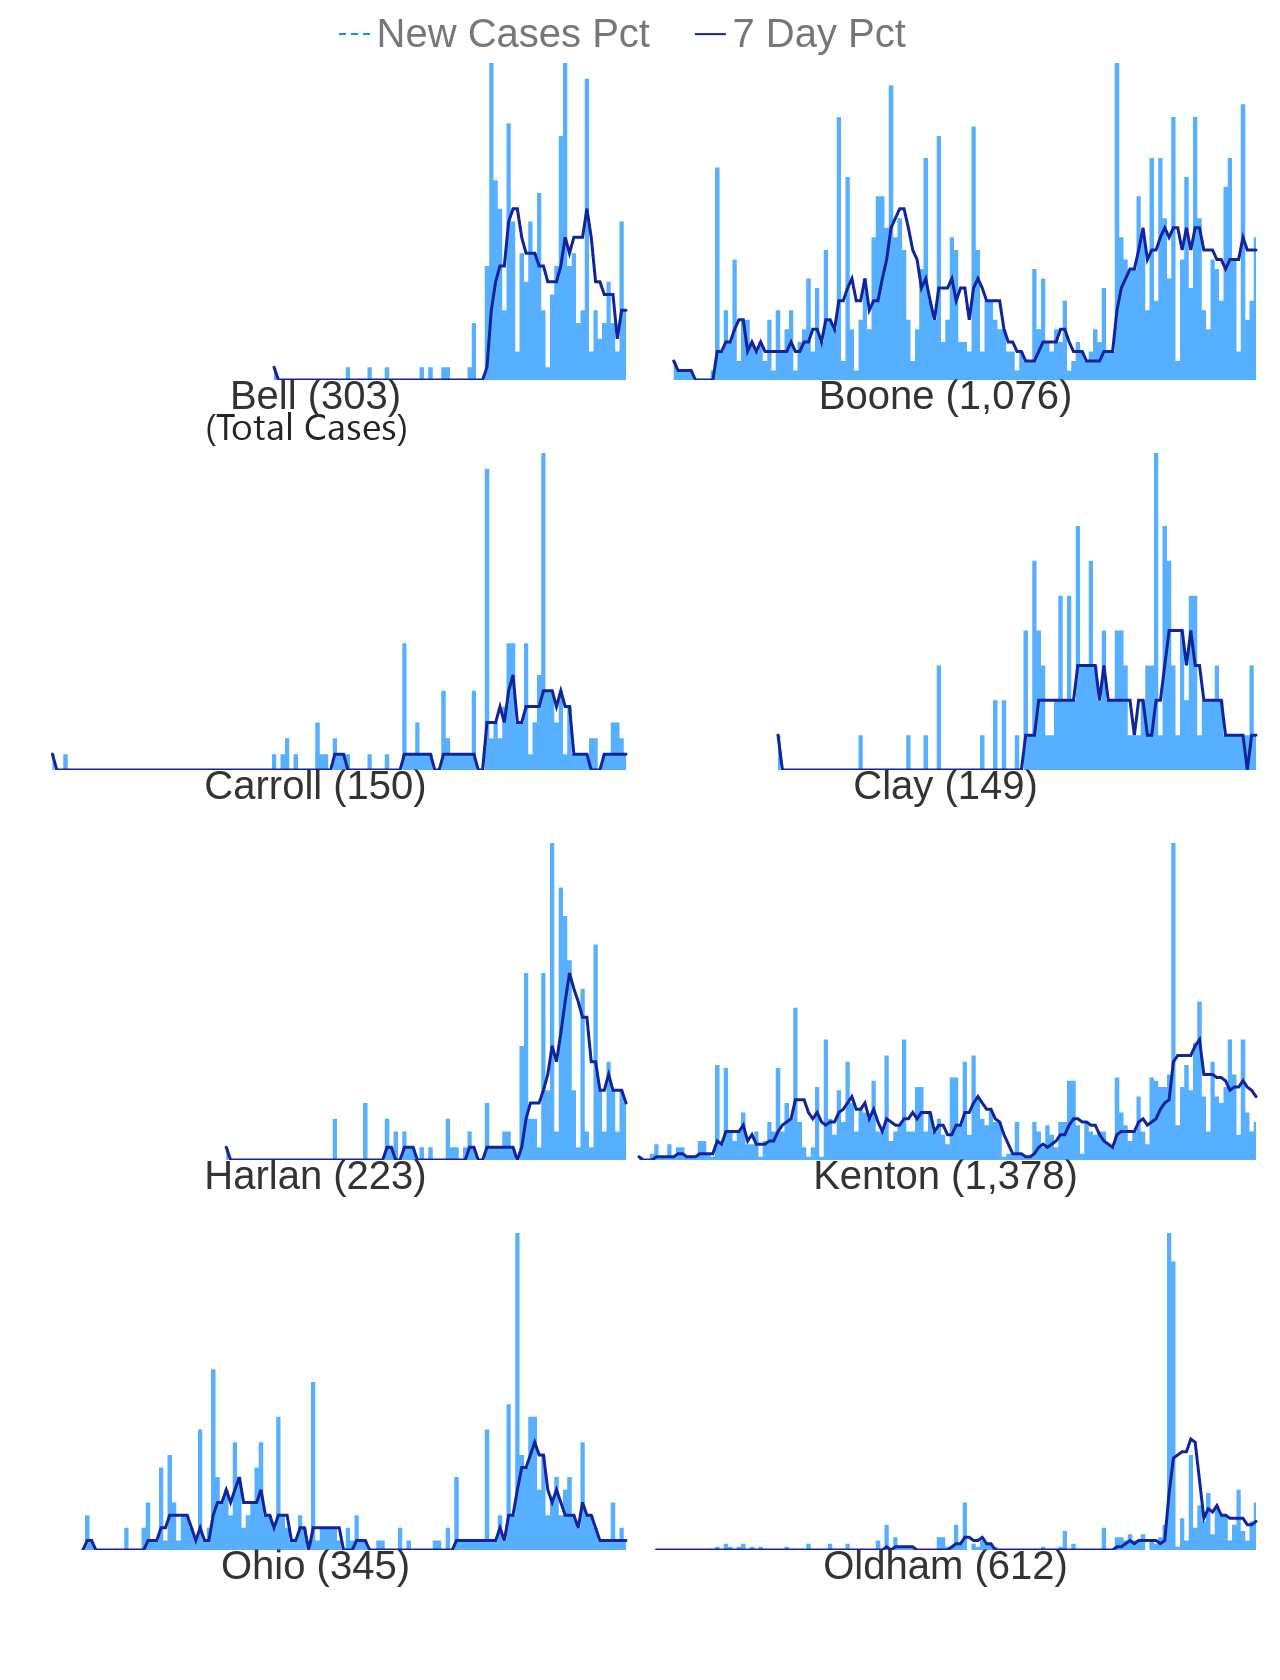 New Cases Pct 7 Day Pct
Bell (303) Boone (1,076)
(Total Cases)
Carroll (150) Clay (149)
Harlan (223) Kenton (1,378)
Ohio (345) Oldham (612)